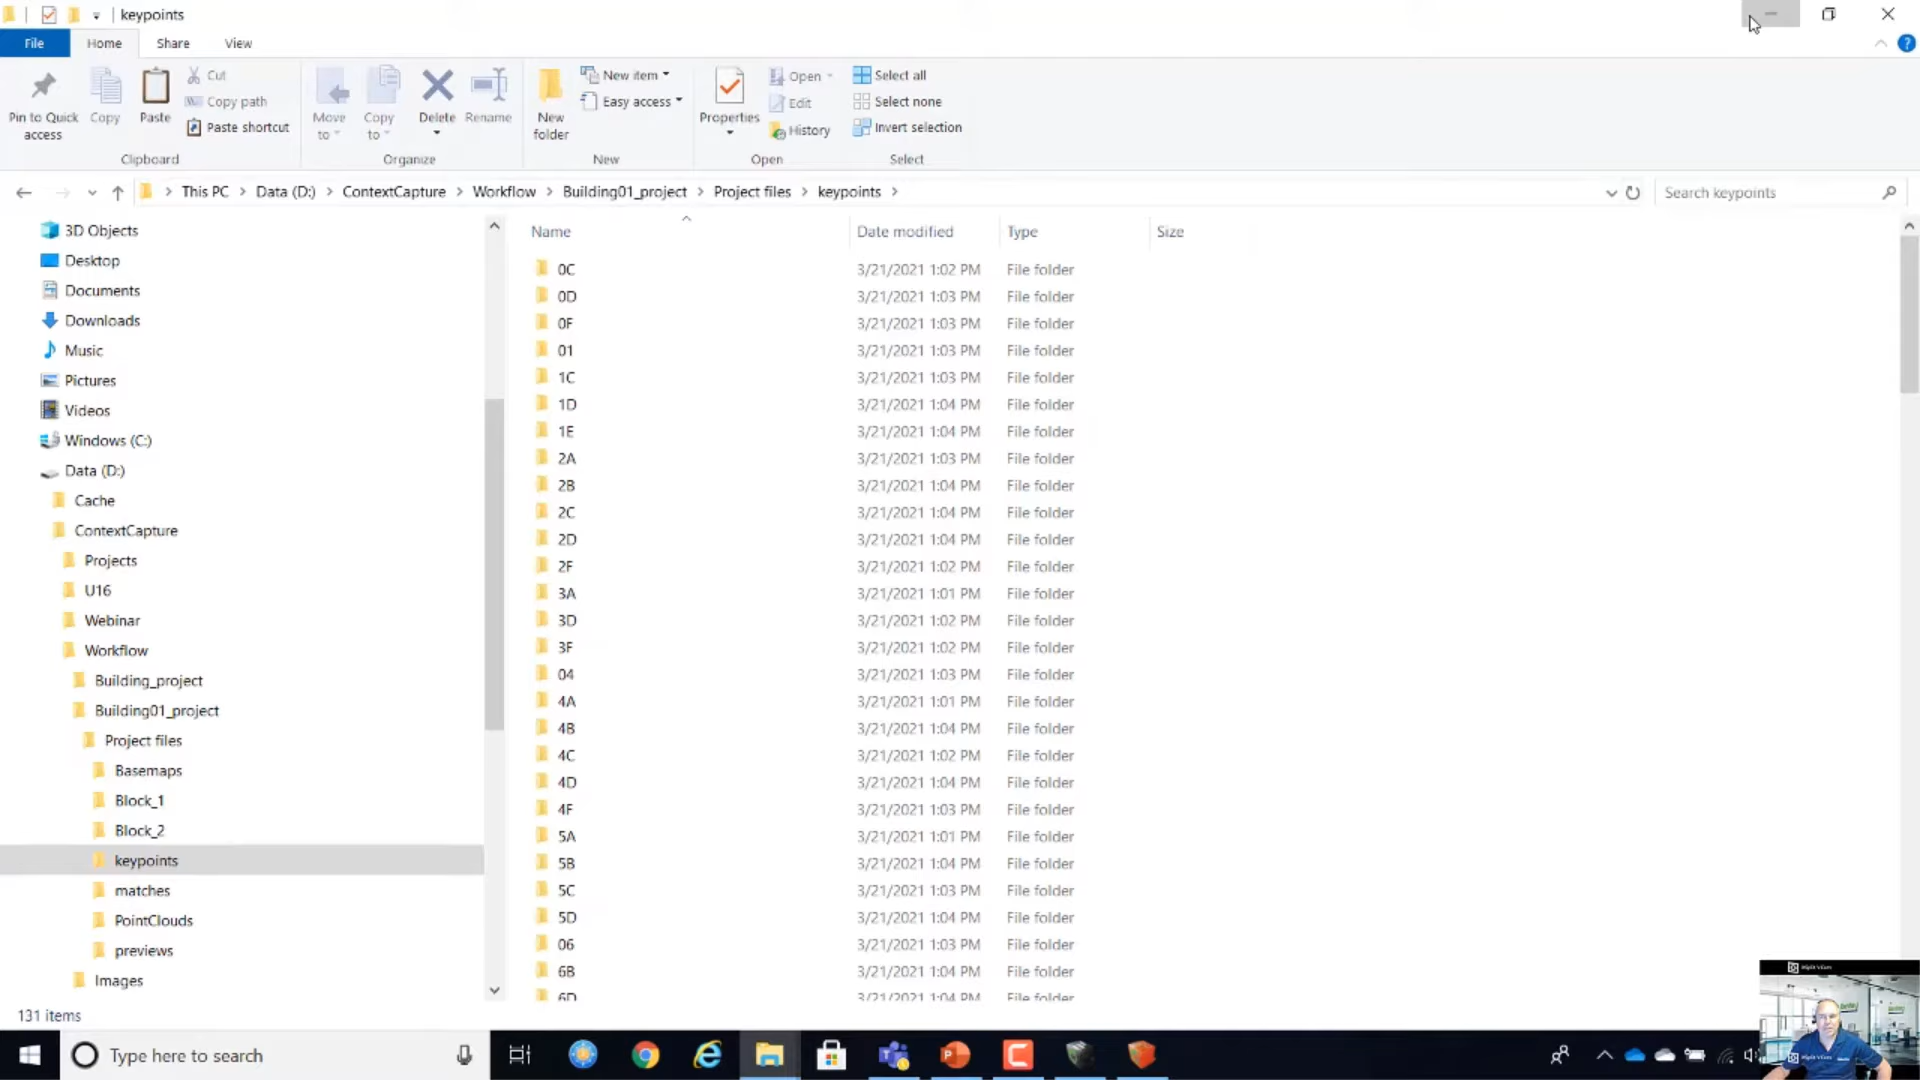 keypoints
File Home Share View
Pin to Quick access
Copy
Paste
Cut
Copy path
Paste shortcut
Clipboard
Move to
Copy to
Delete
Rename
Organize
New folder
New item
Easy access
New
Properties
Open
Edit
History
Open
Select all
Select none
Invert selection
Select
This PC > Data (D:) > ContextCapture > Workflow > Building01_project > Project files > keypoints >
Search keypoints
3D Objects
Desktop
Documents
Downloads
Music
Pictures
Videos
Windows (C:)
Data (D:)
Cache
ContextCapture
Projects
U16
Webinar
Workflow
Building_project
Building01_project
Project files
Basemaps
Block_1
Block_2
keypoints
matches
PointClouds
previews
Images
Name Date modified Type Size
0C 3/21/2021 1:02 PM File folder
0D 3/21/2021 1:03 PM File folder
0F 3/21/2021 1:03 PM File folder
01 3/21/2021 1:03 PM File folder
1C 3/21/2021 1:03 PM File folder
1D 3/21/2021 1:04 PM File folder
1E 3/21/2021 1:04 PM File folder
2A 3/21/2021 1:03 PM File folder
2B 3/21/2021 1:04 PM File folder
2C 3/21/2021 1:04 PM File folder
2D 3/21/2021 1:04 PM File folder
2F 3/21/2021 1:02 PM File folder
3A 3/21/2021 1:01 PM File folder
3D 3/21/2021 1:02 PM File folder
3F 3/21/2021 1:02 PM File folder
04 3/21/2021 1:03 PM File folder
4A 3/21/2021 1:01 PM File folder
4B 3/21/2021 1:04 PM File folder
4C 3/21/2021 1:02 PM File folder
4D 3/21/2021 1:04 PM File folder
4F 3/21/2021 1:03 PM File folder
5A 3/21/2021 1:01 PM File folder
5B 3/21/2021 1:04 PM File folder
5C 3/21/2021 1:03 PM File folder
5D 3/21/2021 1:04 PM File folder
06 3/21/2021 1:03 PM File folder
6B 3/21/2021 1:04 PM File folder
6D 3/21/2021 1:04 PM File folder
131 items
Type here to search